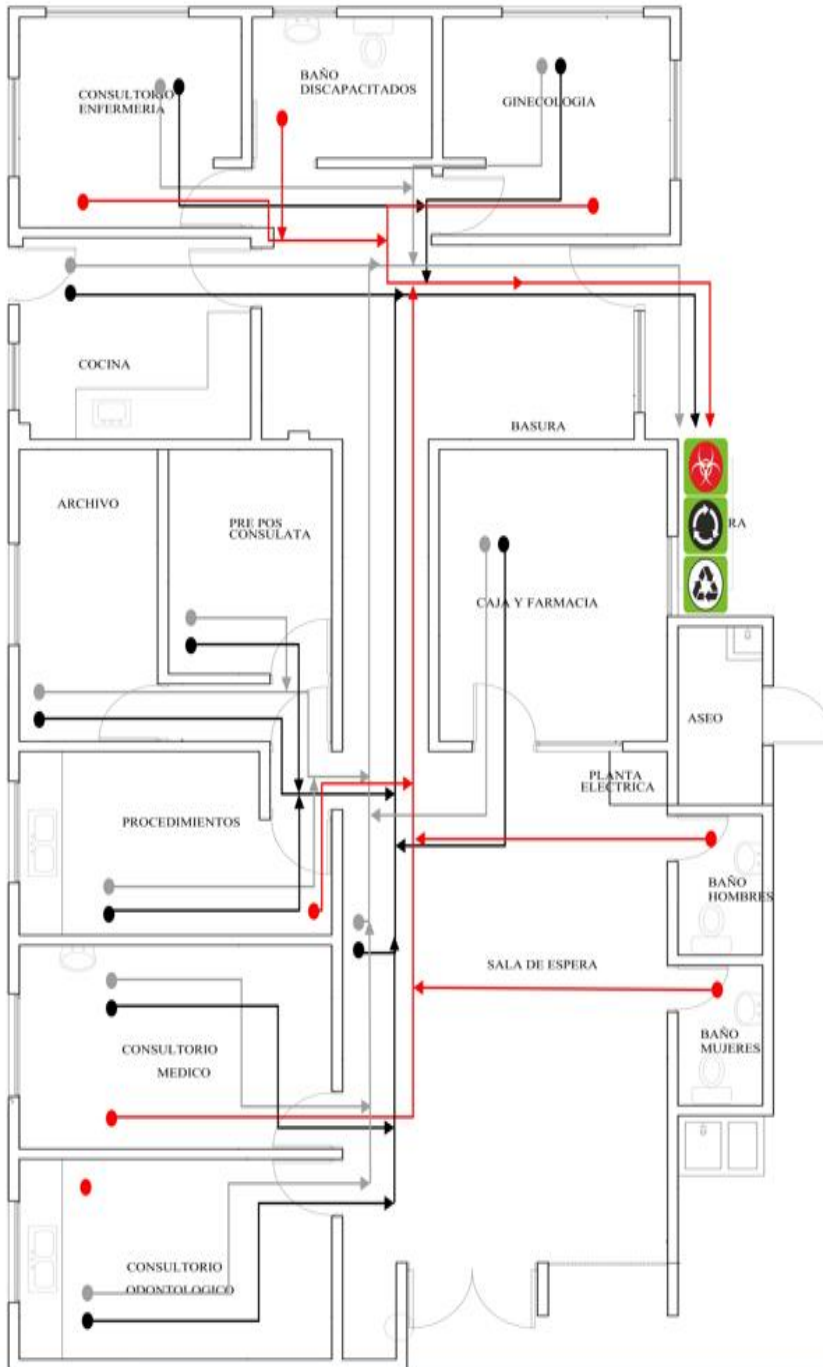 BAÑO
DISCAPACITADOS
CONSULTORIO
ENFERMERIA
GINECOLOGIA
COCINA
BASURA
ARCHIVO
PRE POS
CONSULATA
RA
CAJA Y FARMACIA
ASEO
PLANTA
ELECTRICA
PROCEDIMIENTOS
BAÑO
HOMBRES
SALA DE ESPERA
BAÑO
MUJERES
CONSULTORIO
MEDICO
CONSULTORIO
ODONTOLOGICO